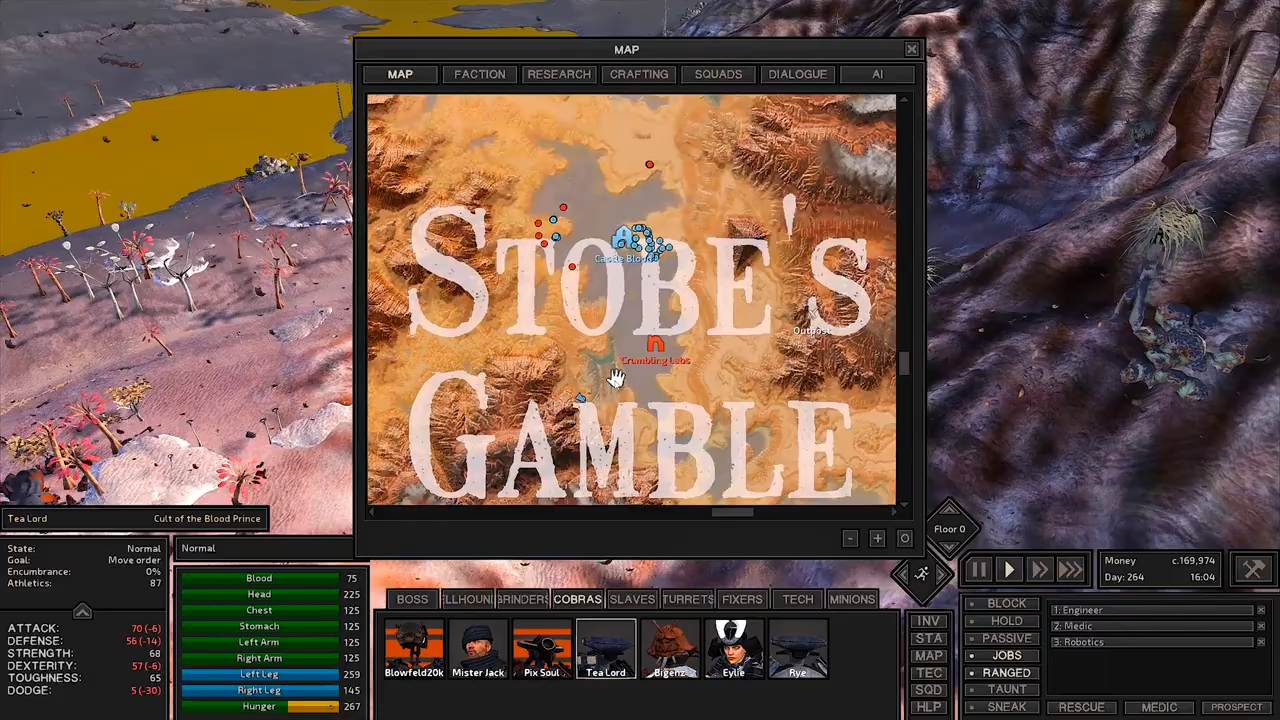 MAP
MAP FACTION RESEARCH CRAFTING SQUADS DIALOGUE AI
STOBE'S
Outpost
Crumbling Labs
GAMBLE
- + O
Floor 0
Tea Lord Cult of the Blood Prince
State: Normal
Goal: Move order
Encumbrance: 0%
Athletics: 87
ATTACK: 70 (-6)
DEFENSE: 56 (-14)
STRENGTH: 68
DEXTERITY: 57 (-6)
TOUGHNESS: 65
DODGE: 5 (-30)
Normal
Blood 75
Head 225
Chest 125
Stomach 125
Left Arm 125
Right Arm 125
Left Leg 259
Right Leg 145
Hunger 267
BOSS GRINDERS COBRAS SLAVES TURRETS FIXERS TECH MINIONS
Blowfeld20k Mister Jack Pix Soul Tea Lord Bigenz Eylie Rye
INV
STA
MAP
TEC
SQD
HLP
Money c.169,974
Day: 264 16:04
BLOCK
HOLD
PASSIVE
JOBS
RANGED
TAUNT
SNEAK
1: Engineer
2: Medic
3: Robotics
RESCUE MEDIC PROSPECT